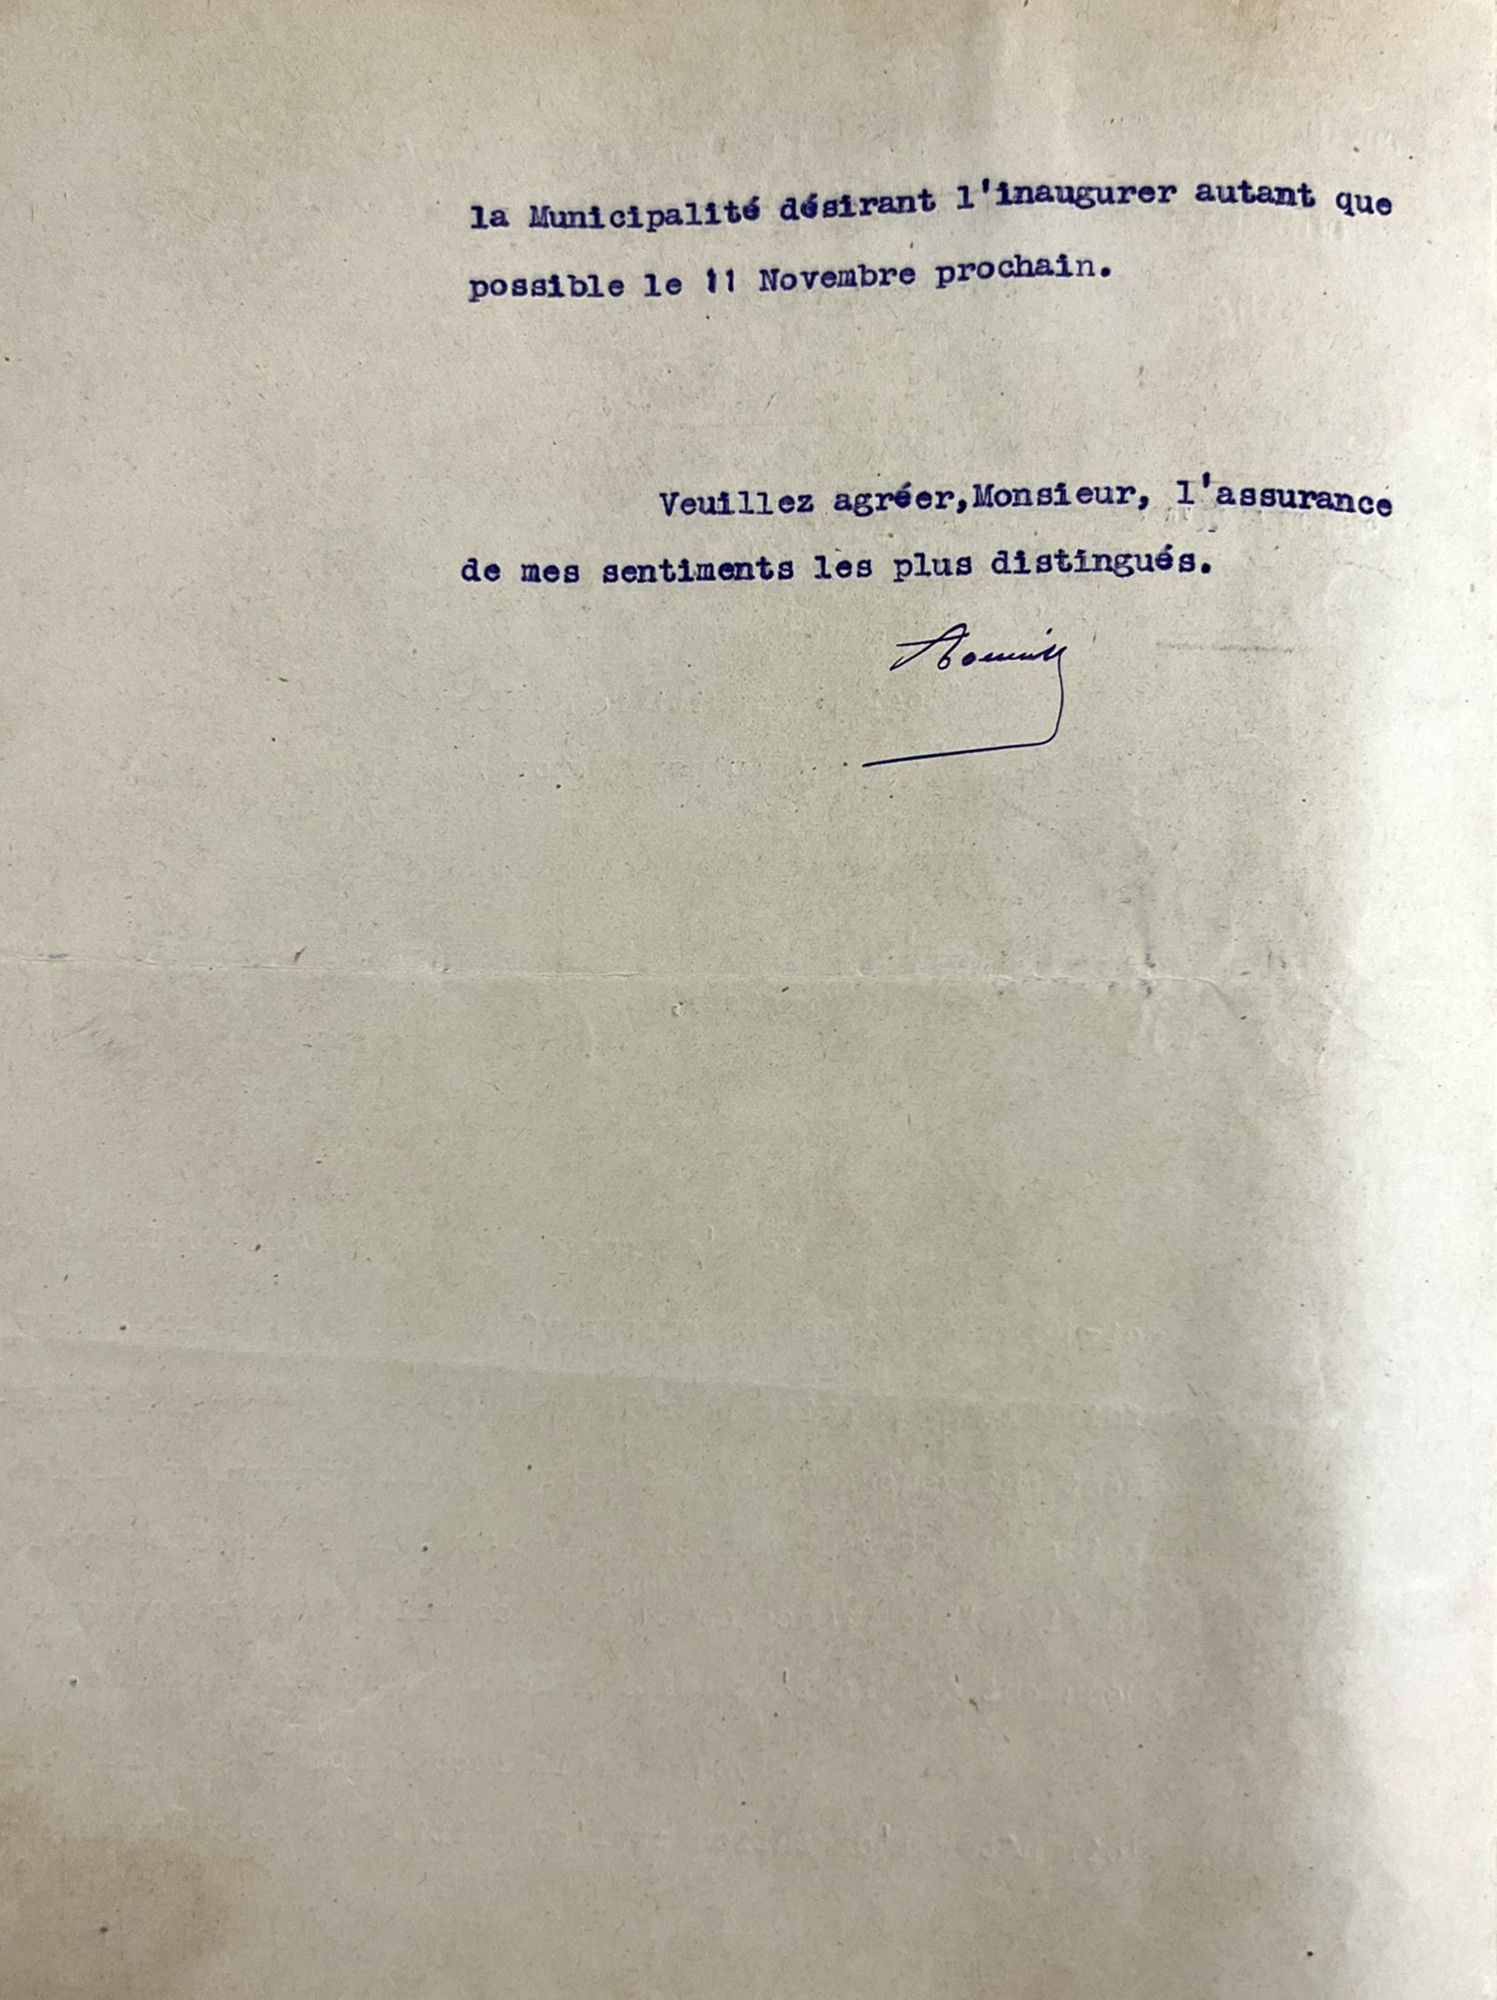 la Municipalité désirant l'inaugurer autant que
possible le 11 Novembre prochain.
Veuillez agréer,Monsieur, l'assurance
de mes sentiments les plus distingués.